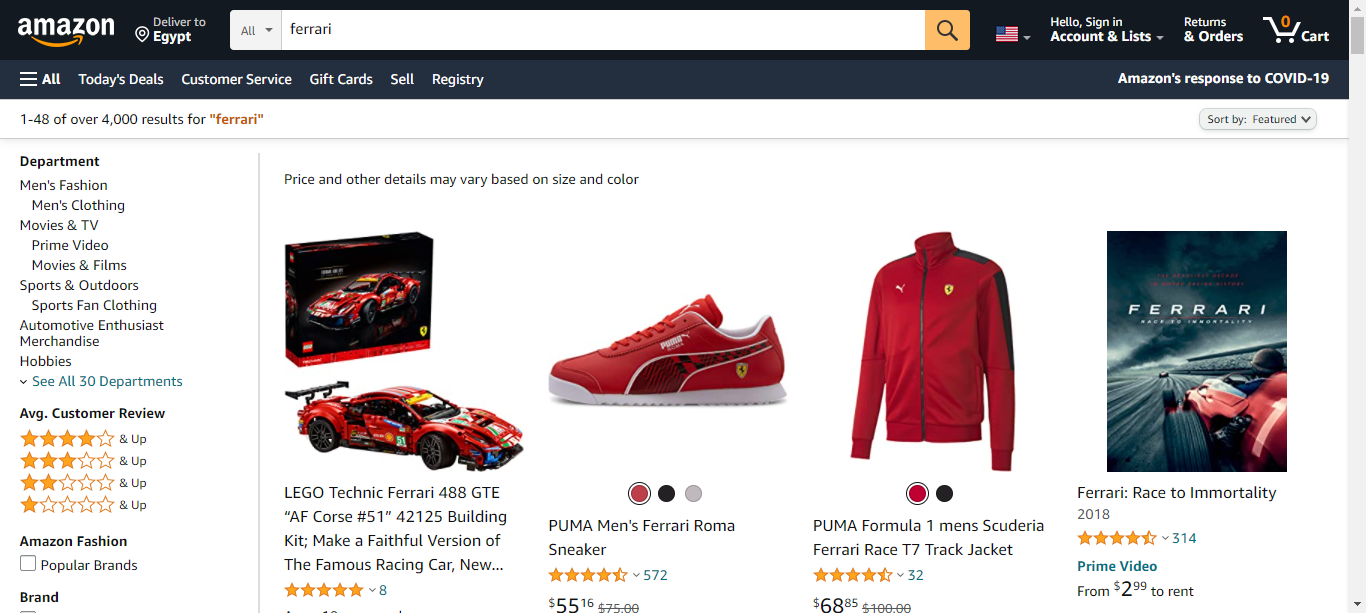 amazon
Deliver to
Egypt
All
ferrari
Hello, Sign in
Account & Lists
Returns
& Orders
0
Cart
All
Today's Deals
Customer Service
Gift Cards
Sell
Registry
Amazon's response to COVID-19
1-48 of over 4,000 results for "ferrari"
Sort by: Featured
Department
Men's Fashion
Men's Clothing
Movies & TV
Prime Video
Movies & Films
Sports & Outdoors
Sports Fan Clothing
Automotive Enthusiast
Merchandise
Hobbies
See All 30 Departments
Avg. Customer Review
& Up
& Up
& Up
& Up
Amazon Fashion
Popular Brands
Brand
Price and other details may vary based on size and color
51
LEGO Technic Ferrari 488 GTE
“AF Corse #51” 42125 Building
Kit; Make a Faithful Version of
The Famous Racing Car, New...
8
PUMA
PUMA Men's Ferrari Roma
Sneaker
572
$55.16 $75.00
PUMA Formula 1 mens Scuderia
Ferrari Race T7 Track Jacket
32
$68.85 $100.00
FERRARI
RACE TO IMMORTALITY
Ferrari: Race to Immortality
2018
314
Prime Video
From $2.99 to rent